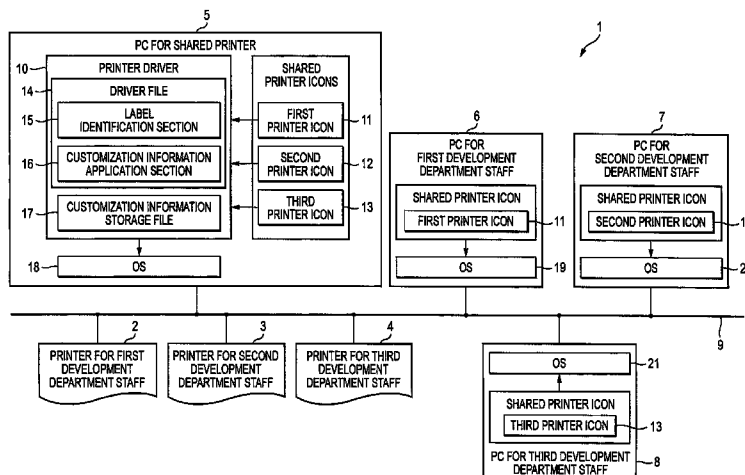 5
1
PC FOR SHARED PRINTER
10
PRINTER DRIVER
14
DRIVER FILE
15
LABEL
IDENTIFICATION SECTION
16
CUSTOMIZATION INFORMATION
APPLICATION SECTION
17
CUSTOMIZATION INFORMATION
STORAGE FILE
18
OS
SHARED
PRINTER ICONS
FIRST
PRINTER ICON
11
SECOND
PRINTER ICON
12
THIRD
PRINTER ICON
13
6
PC FOR
FIRST DEVELOPMENT
DEPARTMENT STAFF
SHARED PRINTER ICON
FIRST PRINTER ICON
11
OS
19
7
PC FOR
SECOND DEVELOPMENT
DEPARTMENT STAFF
SHARED PRINTER ICON
SECOND PRINTER ICON
OS
9
2
PRINTER FOR FIRST
DEVELOPMENT
DEPARTMENT STAFF
3
PRINTER FOR SECOND
DEVELOPMENT
DEPARTMENT STAFF
4
PRINTER FOR THIRD
DEVELOPMENT
DEPARTMENT STAFF
OS
21
SHARED PRINTER ICON
THIRD PRINTER ICON
13
PC FOR THIRD DEVELOPMENT
DEPARTMENT STAFF
8